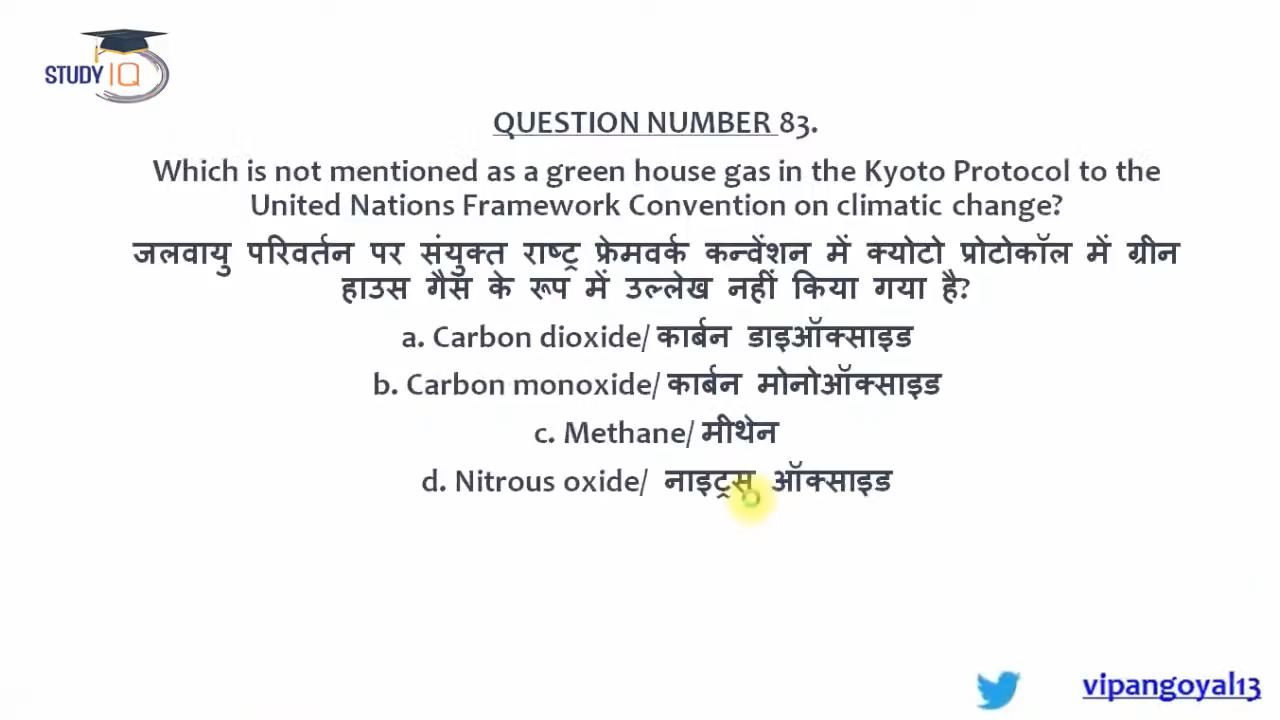 STUDY IQ
QUESTION NUMBER 83.
Which is not mentioned as a green house gas in the Kyoto Protocol to the
United Nations Framework Convention on climatic change?
जलवायु परिवर्तन पर संयुक्त राष्ट्र फ्रेमवर्क कन्वेंशन में क्योटो प्रोटोकॉल में ग्रीन
हाउस गैस के रूप में उल्लेख नहीं किया गया है?
a. Carbon dioxide/ कार्बन डाइऑक्साइड
b. Carbon monoxide/ कार्बन मोनोऑक्साइड
c. Methane/ मीथेन
d. Nitrous oxide/ नाइट्रस ऑक्साइड
vipangoyal13